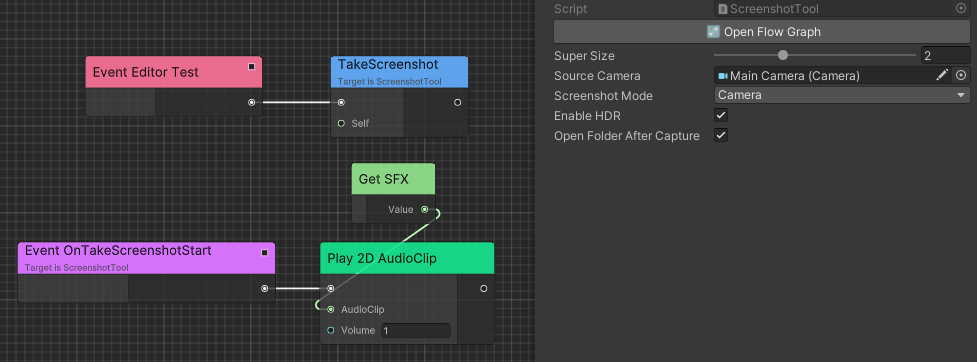 Event Editor Test
TakeScreenshot
Target is ScreenshotTool
Self
Get SFX
Value
Event OnTakeScreenshotStart
Target is ScreenshotTool
Play 2D AudioClip
AudioClip
Volume 1
Script ScreenshotTool
Open Flow Graph
Super Size 2
Source Camera Main Camera (Camera)
Screenshot Mode Camera
Enable HDR
Open Folder After Capture